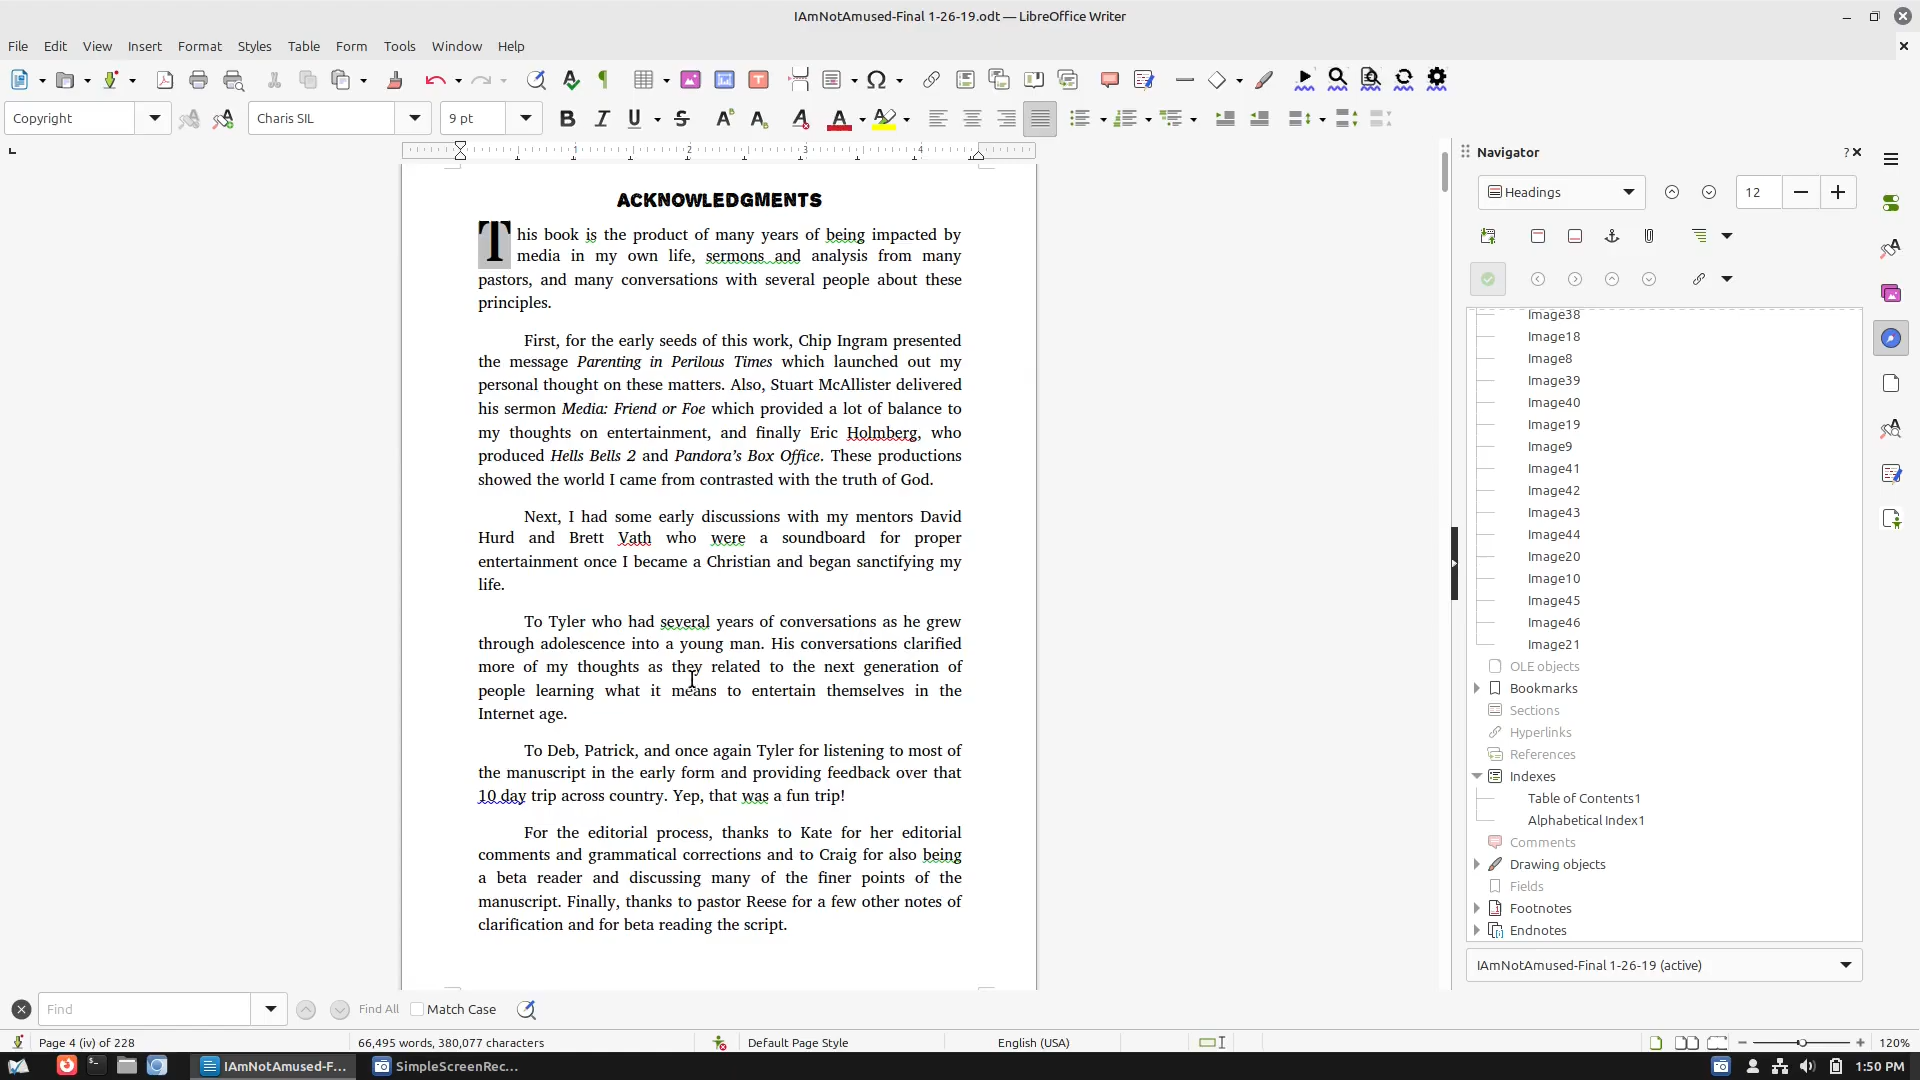 IAmNotAmused-Final 1-26-19.odt — LibreOffice Writer
File Edit View Insert Format Styles Table Form Tools Window Help
Copyright Charis SIL 9 pt
1 2 3 4
ACKNOWLEDGMENTS
This book is the product of many years of being impacted by
media in my own life, sermons and analysis from many
pastors, and many conversations with several people about these
principles.
First, for the early seeds of this work, Chip Ingram presented
the message Parenting in Perilous Times which launched out my
personal thought on these matters. Also, Stuart McAllister delivered
his sermon Media: Friend or Foe which provided a lot of balance to
my thoughts on entertainment, and finally Eric Holmberg, who
produced Hells Bells 2 and Pandora’s Box Office. These productions
showed the world I came from contrasted with the truth of God.
Next, I had some early discussions with my mentors David
Hurd and Brett Vath who were a soundboard for proper
entertainment once I became a Christian and began sanctifying my
life.
To Tyler who had several years of conversations as he grew
through adolescence into a young man. His conversations clarified
more of my thoughts as they related to the next generation of
people learning what it means to entertain themselves in the
Internet age.
To Deb, Patrick, and once again Tyler for listening to most of
the manuscript in the early form and providing feedback over that
10 day trip across country. Yep, that was a fun trip!
For the editorial process, thanks to Kate for her editorial
comments and grammatical corrections and to Craig for also being
a beta reader and discussing many of the finer points of the
manuscript. Finally, thanks to pastor Reese for a few other notes of
clarification and for beta reading the script.
Navigator
Headings 12
Image38
Image18
Image8
Image39
Image40
Image19
Image9
Image41
Image42
Image43
Image44
Image20
Image10
Image45
Image46
Image21
OLE objects
Bookmarks
Sections
Hyperlinks
References
Indexes
Table of Contents1
Alphabetical Index1
Comments
Drawing objects
Fields
Footnotes
Endnotes
IAmNotAmused-Final 1-26-19 (active)
Find Find All Match Case
Page 4 (iv) of 228 66,495 words, 380,077 characters Default Page Style English (USA) 120%
IAmNotAmused-F... SimpleScreenRec... 1:50 PM